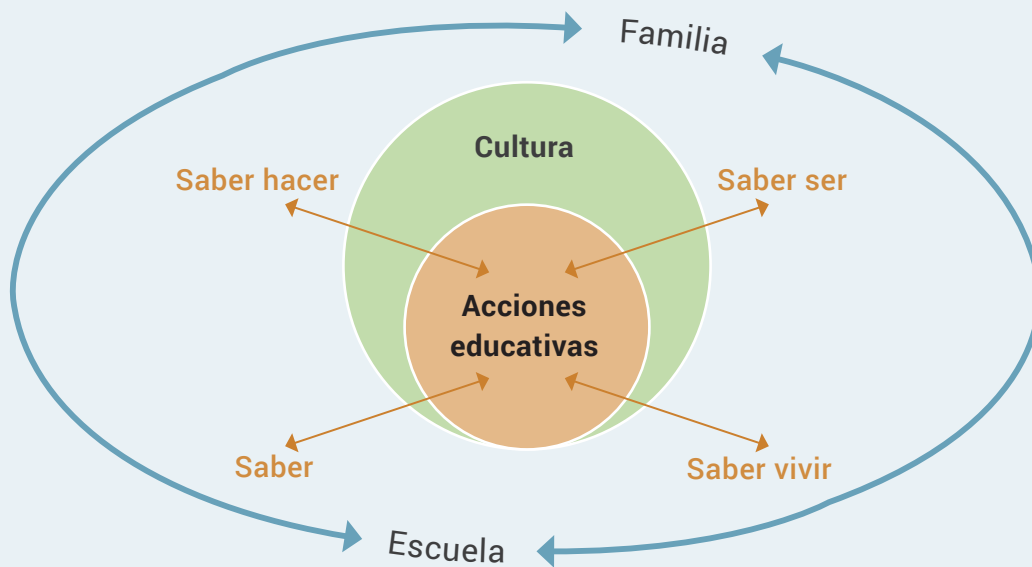 Familia
Cultura
Saber hacer
Saber ser
Acciones
educativas
Saber
Saber vivir
Escuela